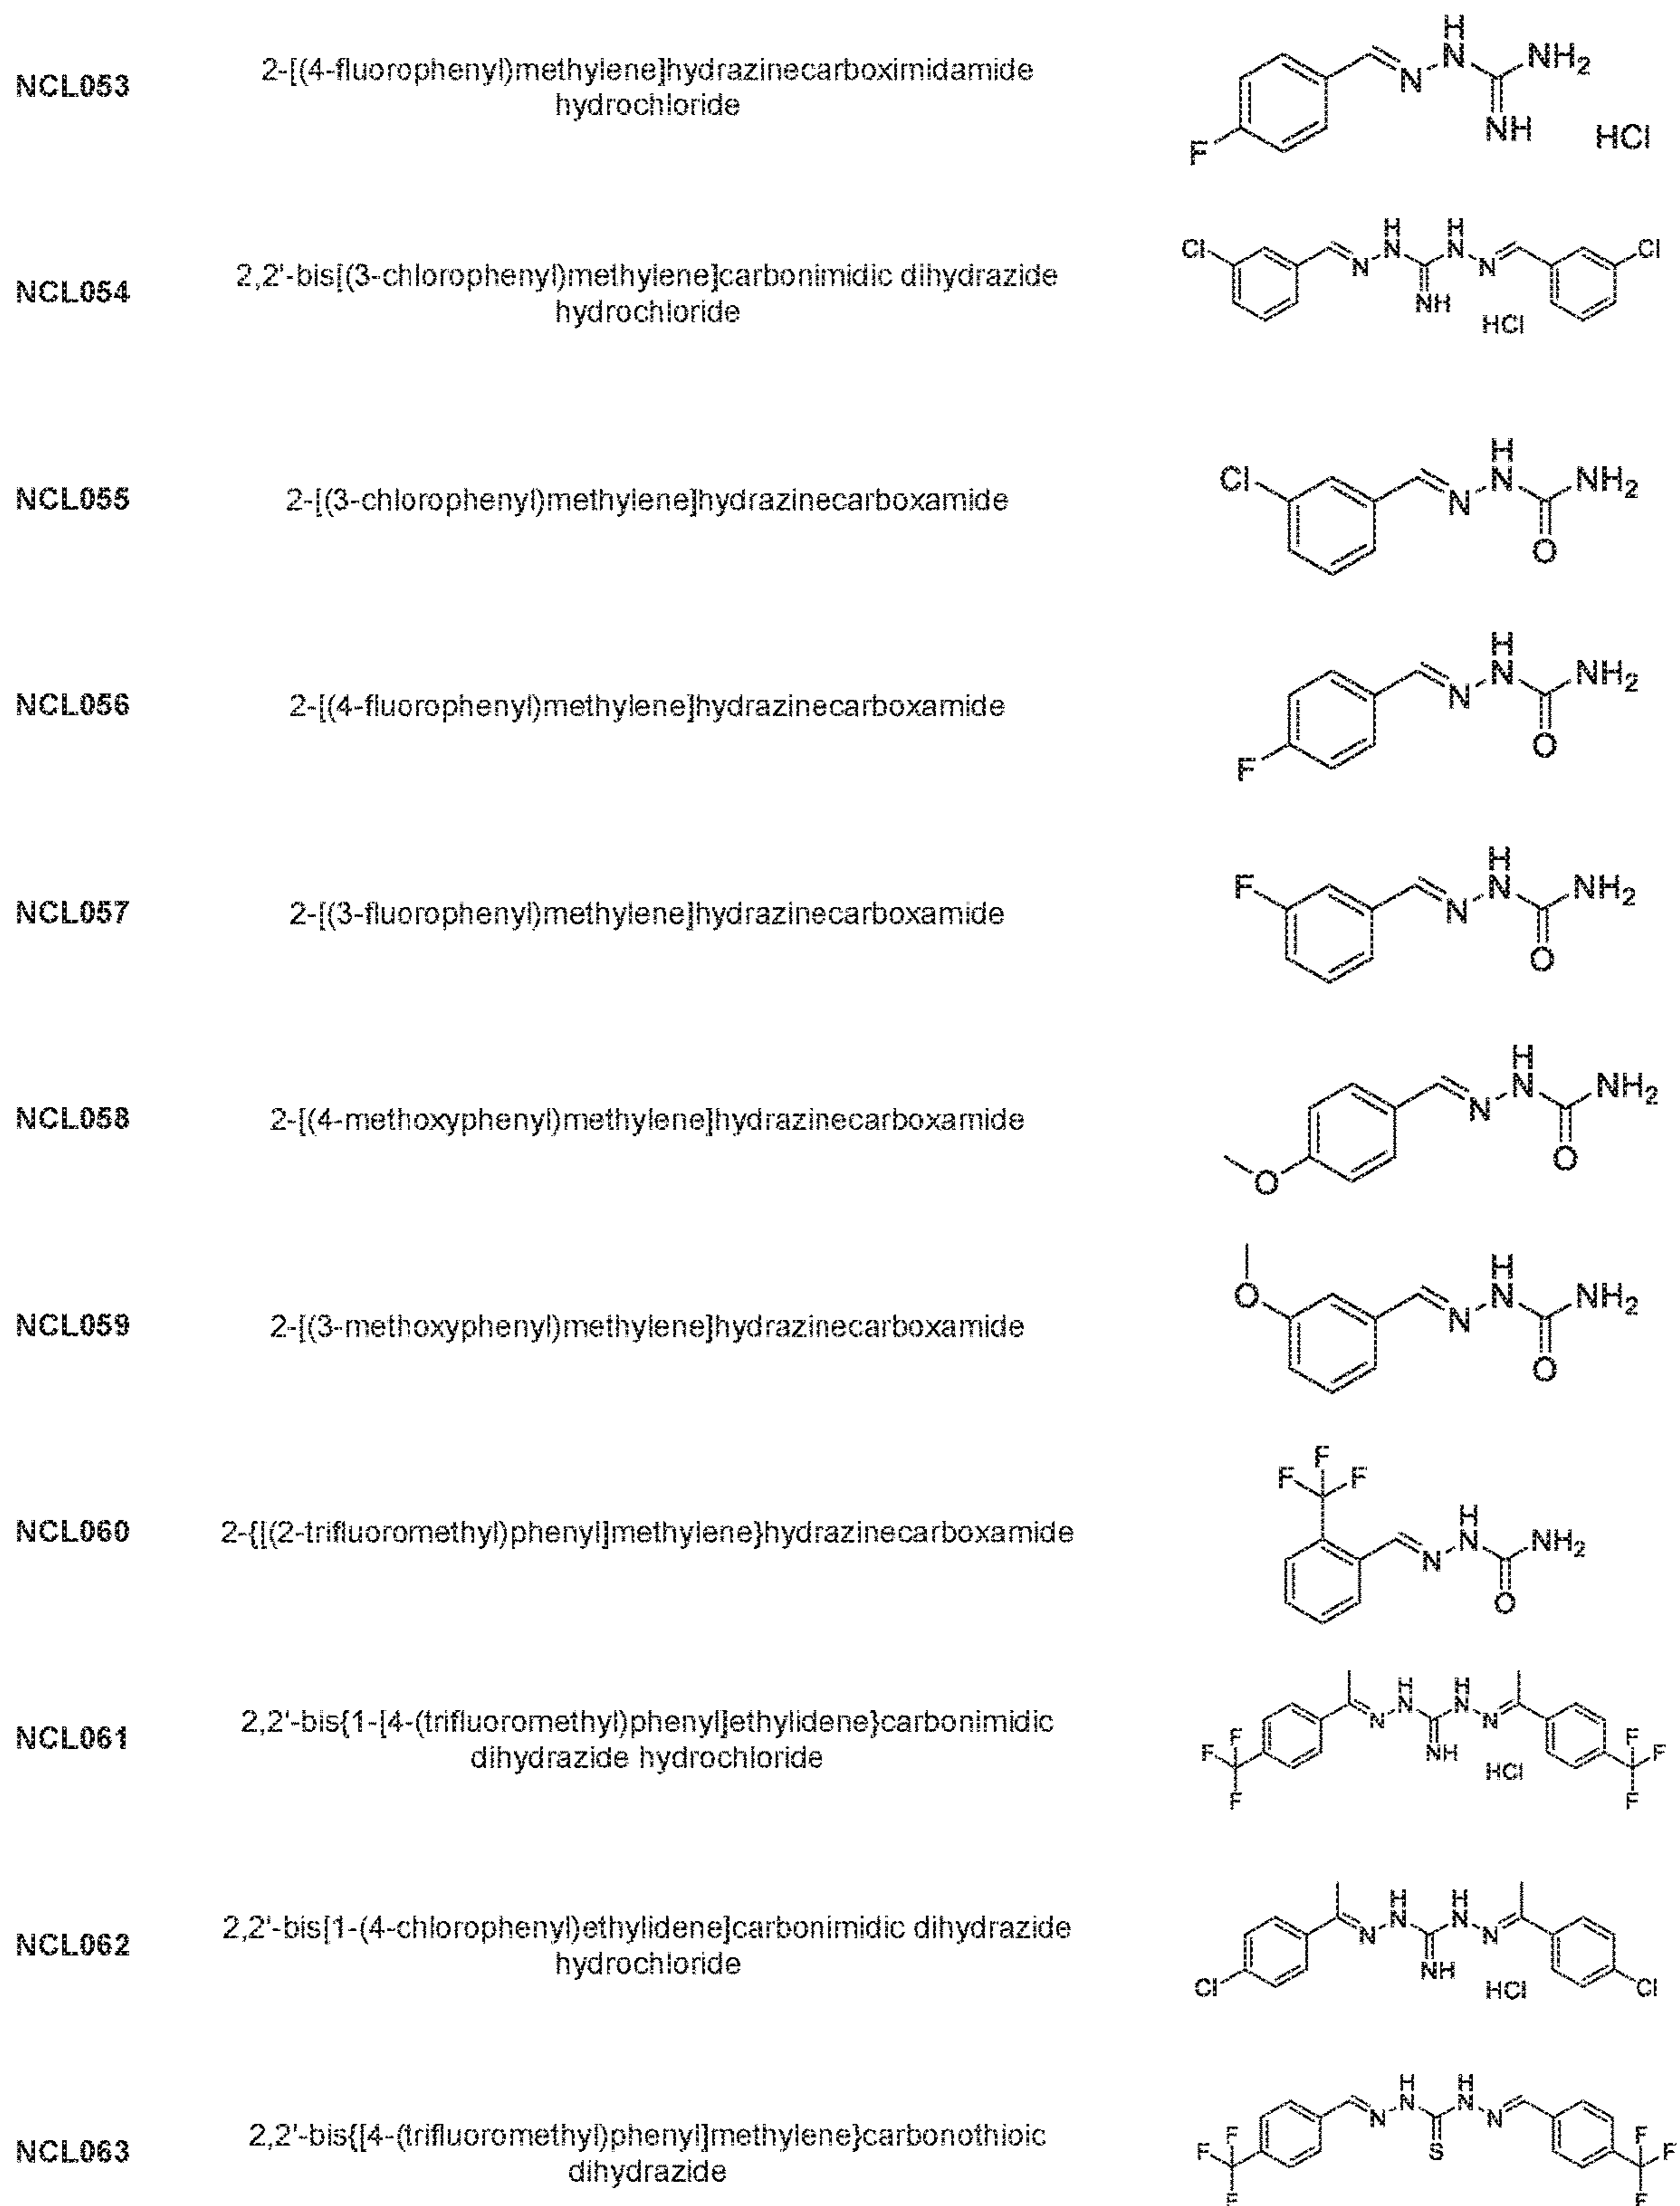 NCL053
2-[(4-fluorophenyl)methylene]hydrazinecarboximidamide
hydrochloride
H
N
NH2
N
NH
HCl
F
NCL054
2,2'-bis[(3-chlorophenyl)methylene]carbonimidic dihydrazide
hydrochloride
H H
Cl N N Cl
N N
NH
HCl
NCL055
2-[(3-chlorophenyl)methylene]hydrazinecarboxamide
H
Cl N NH2
N
O
NCL056
2-[(4-fluorophenyl)methylene]hydrazinecarboxamide
H
N NH2
N
O
F
NCL057
2-[(3-fluorophenyl)methylene]hydrazinecarboxamide
H
F N NH2
N
O
NCL058
2-[(4-methoxyphenyl)methylene]hydrazinecarboxamide
H
N NH2
N
O
O
NCL059
2-[(3-methoxyphenyl)methylene]hydrazinecarboxamide
H
O N NH2
N
O
NCL060
2-{[(2-trifluoromethyl)phenyl]methylene}hydrazinecarboxamide
F
F F
H
N NH2
N
O
NCL061
2,2'-bis{1-[4-(trifluoromethyl)phenyl]ethylidene}carbonimidic
dihydrazide hydrochloride
H H
N N
N N
F F
F NH F
HCl
F F
NCL062
2,2'-bis[1-(4-chlorophenyl)ethylidene]carbonimidic dihydrazide
hydrochloride
H H
N N
N N
NH
Cl HCl Cl
NCL063
2,2'-bis{[4-(trifluoromethyl)phenyl]methylene}carbonothioic
dihydrazide
H H
N N
N N
F F
F S F
F F